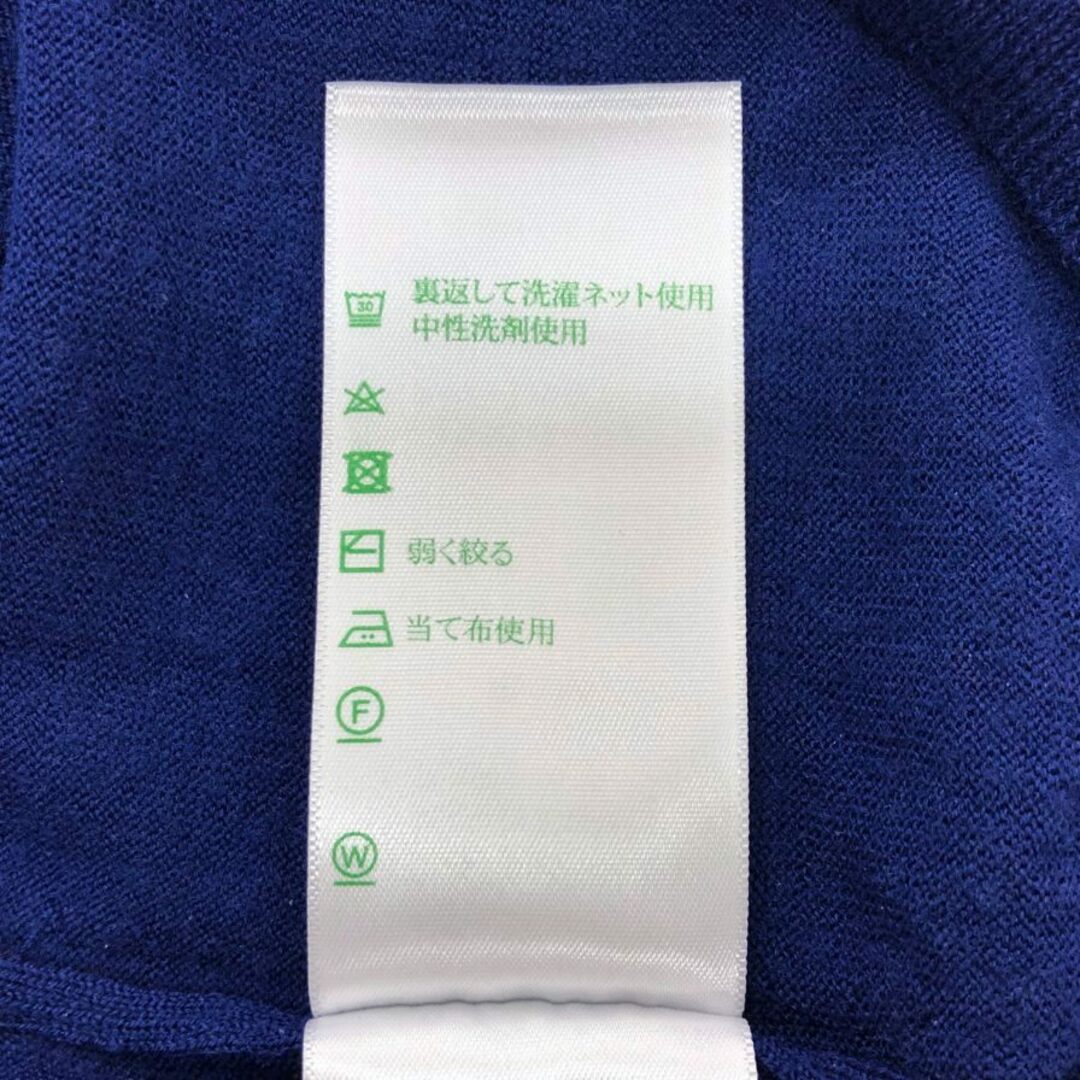 30
裏返して洗濯ネット使用
中性洗剤使用
弱く絞る
当て布使用
F
W